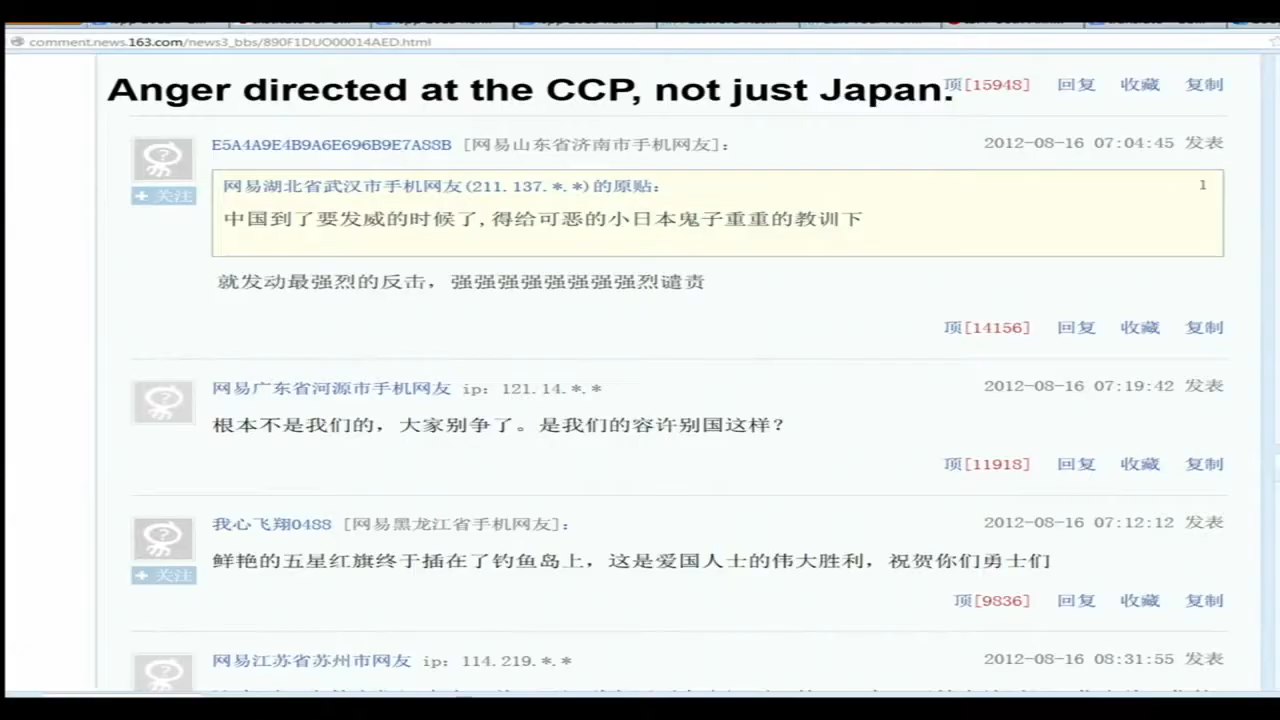 comment.news.163.com/news3_bbs/890F1DUO00014AED.html
Anger directed at the CCP, not just Japan.
顶[15948] 回复 收藏 复制
E5A4A9E4B9A6E696B9E7A88B [网易山东省济南市手机网友]: 2012-08-16 07:04:45 发表
+ 关注
网易湖北省武汉市手机网友(211.137.*.*)的原贴: 1
中国到了要发威的时候了,得给可恶的小日本鬼子重重的教训下
就发动最强烈的反击，强强强强强强强强烈谴责
顶[14156] 回复 收藏 复制
网易广东省河源市手机网友 ip: 121.14.*.* 2012-08-16 07:19:42 发表
根本不是我们的，大家别争了。是我们的容许别国这样?
顶[11918] 回复 收藏 复制
我心飞翔0488 [网易黑龙江省手机网友]: 2012-08-16 07:12:12 发表
+ 关注
鲜艳的五星红旗终于插在了钓鱼岛上，这是爱国人士的伟大胜利，祝贺你们勇士们
顶[9836] 回复 收藏 复制
网易江苏省苏州市网友 ip: 114.219.*.* 2012-08-16 08:31:55 发表